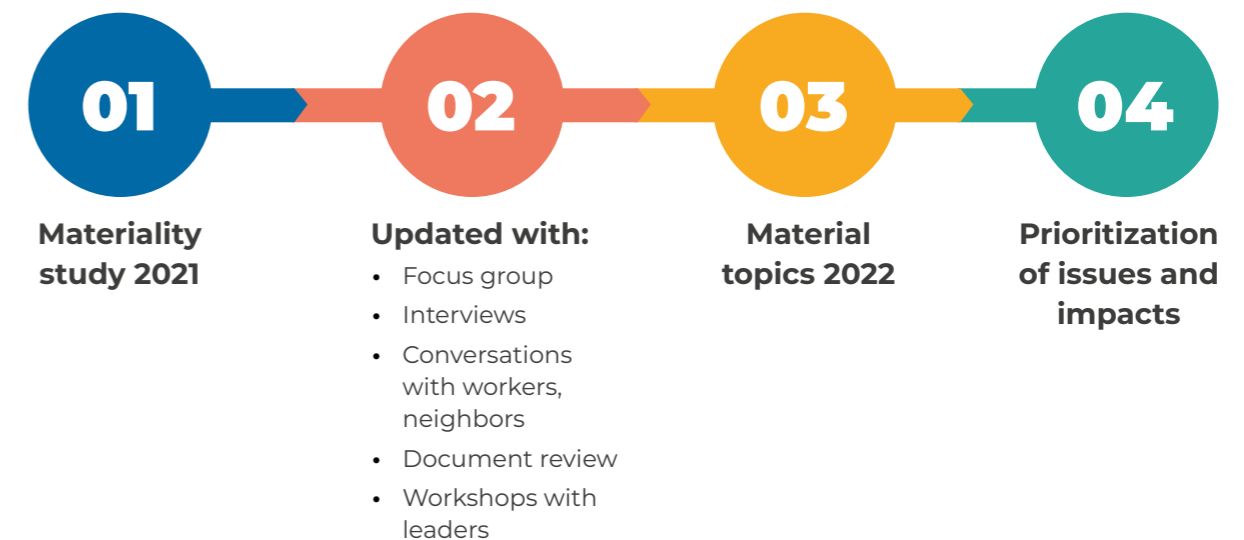 01
Materiality
study 2021
02
Updated with:
• Focus group
• Interviews
• Conversations
with workers,
neighbors
• Document review
• Workshops with
leaders
03
Material
topics 2022
04
Prioritization
of issues and
impacts